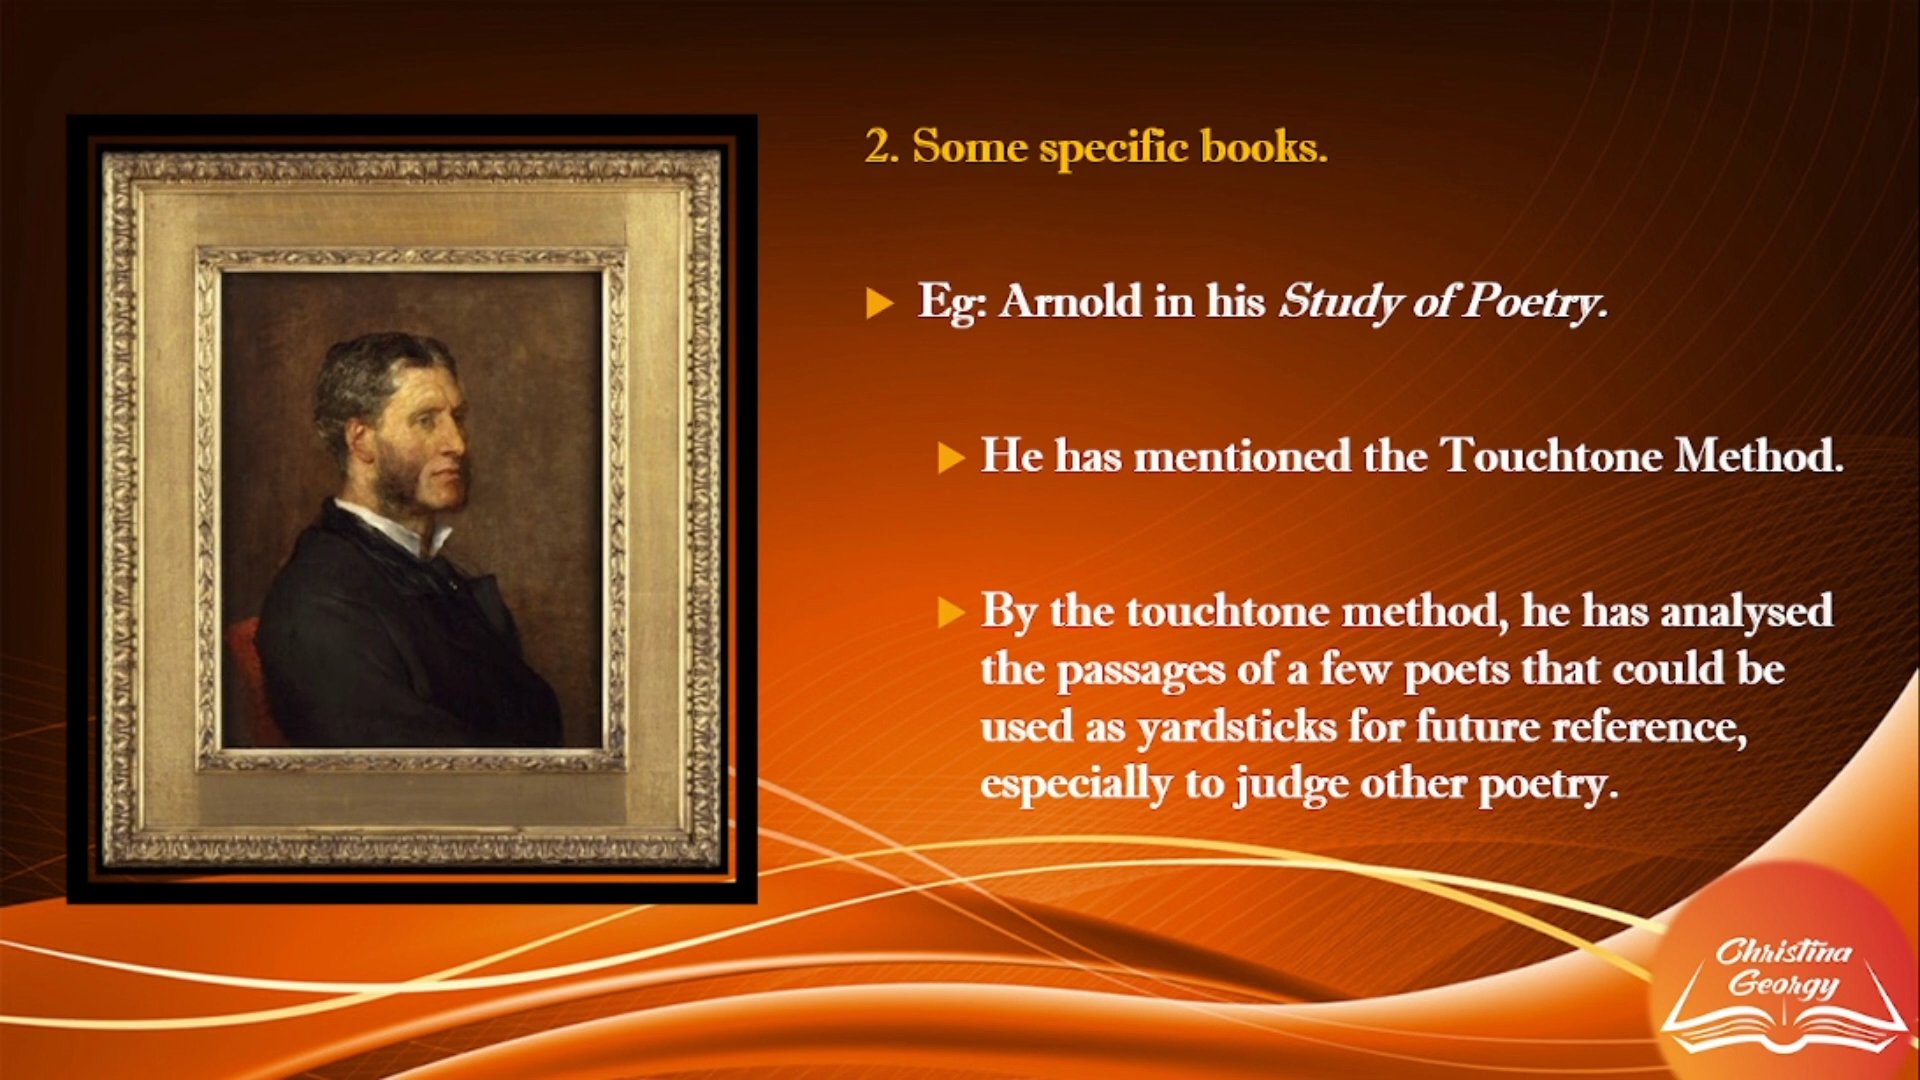 2. Some specific books.
Eg: Arnold in his Study of Poetry.
He has mentioned the Touchtone Method.
By the touchtone method, he has analysed
the passages of a few poets that could be
used as yardsticks for future reference,
especially to judge other poetry.
Christina
Georgy